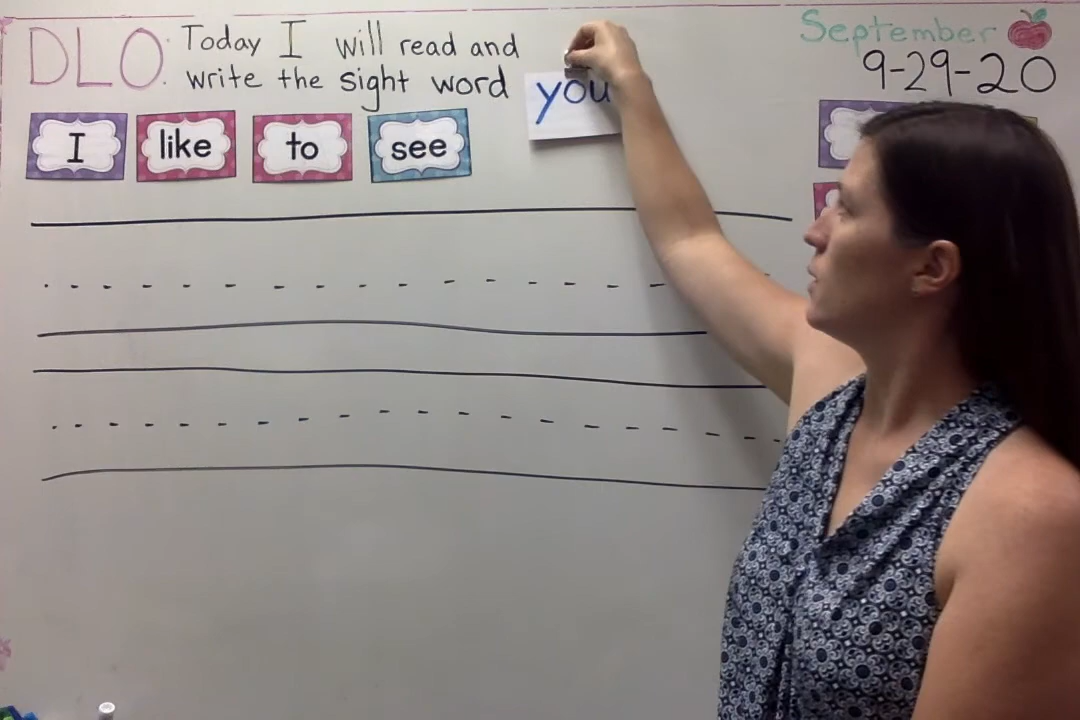 DLO: Today I will read and
write the sight word you
I like to see
September
9-29-20